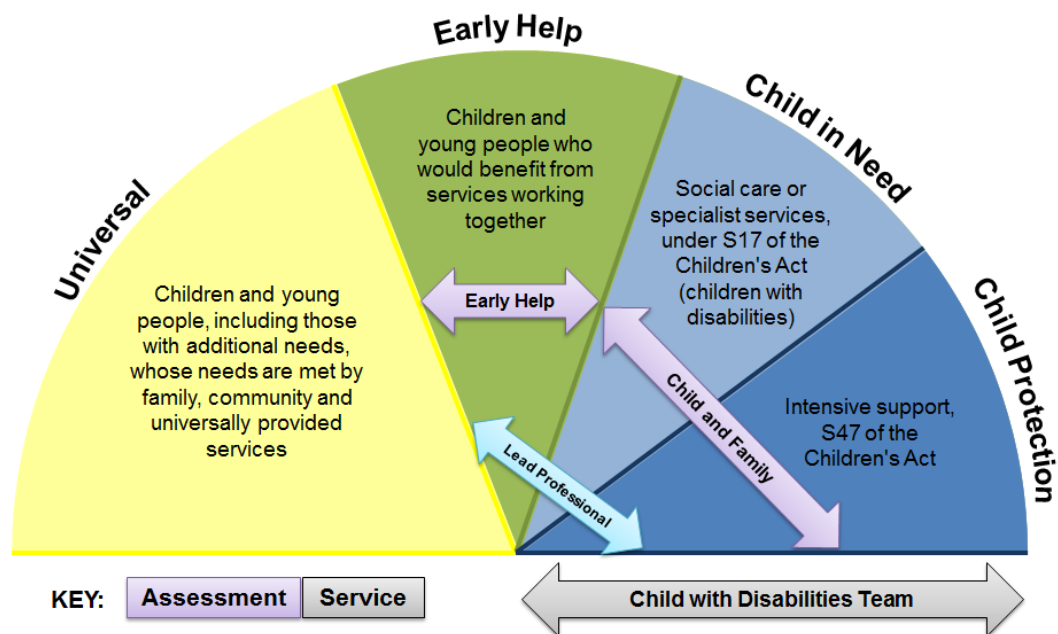 Early Help
Child in Need
Universal
Child Protection
Children and
young people who
would benefit from
services working
together
Social care or
specialist services,
under S17 of the
Children's Act
(children with
disabilities)
Children and young
people, including those
with additional needs,
whose needs are met by
family, community and
universally provided
services
Early Help
Child and Family
Intensive support,
S47 of the
Children's Act
Lead Professional
KEY:
Assessment
Service
Child with Disabilities Team